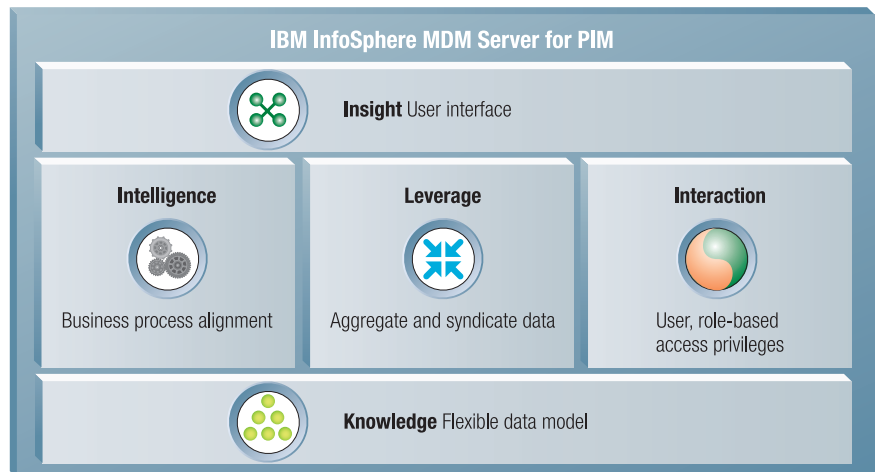 IBM InfoSphere MDM Server for PIM
Insight User interface
Intelligence
Business process alignment
Leverage
Aggregate and syndicate data
Interaction
User, role-based
access privileges
Knowledge Flexible data model